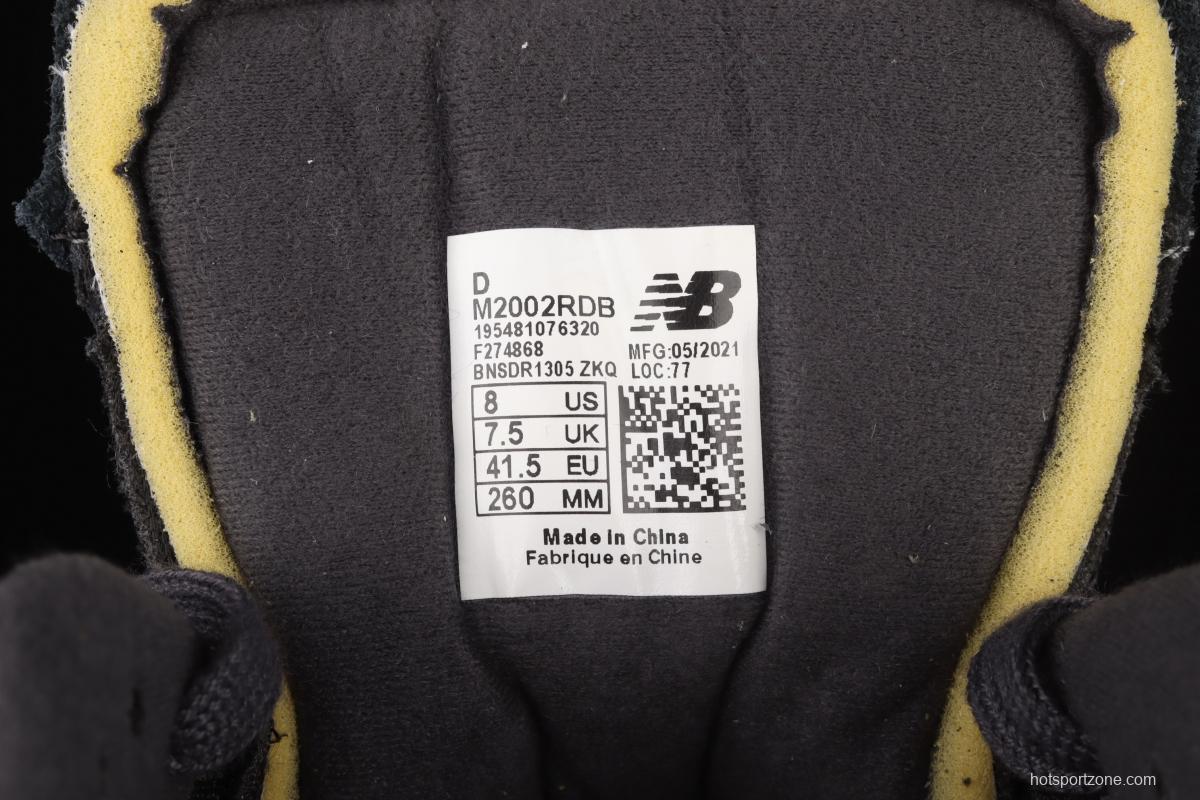 D
M2002RDB
195481076320
F274868
BNSDR1305 ZKQ
NB
MFG:05/2021
LOC:77
8 US
7.5 UK
41.5 EU
260 MM
Made in China
Fabrique en Chine
hotsportzone.com